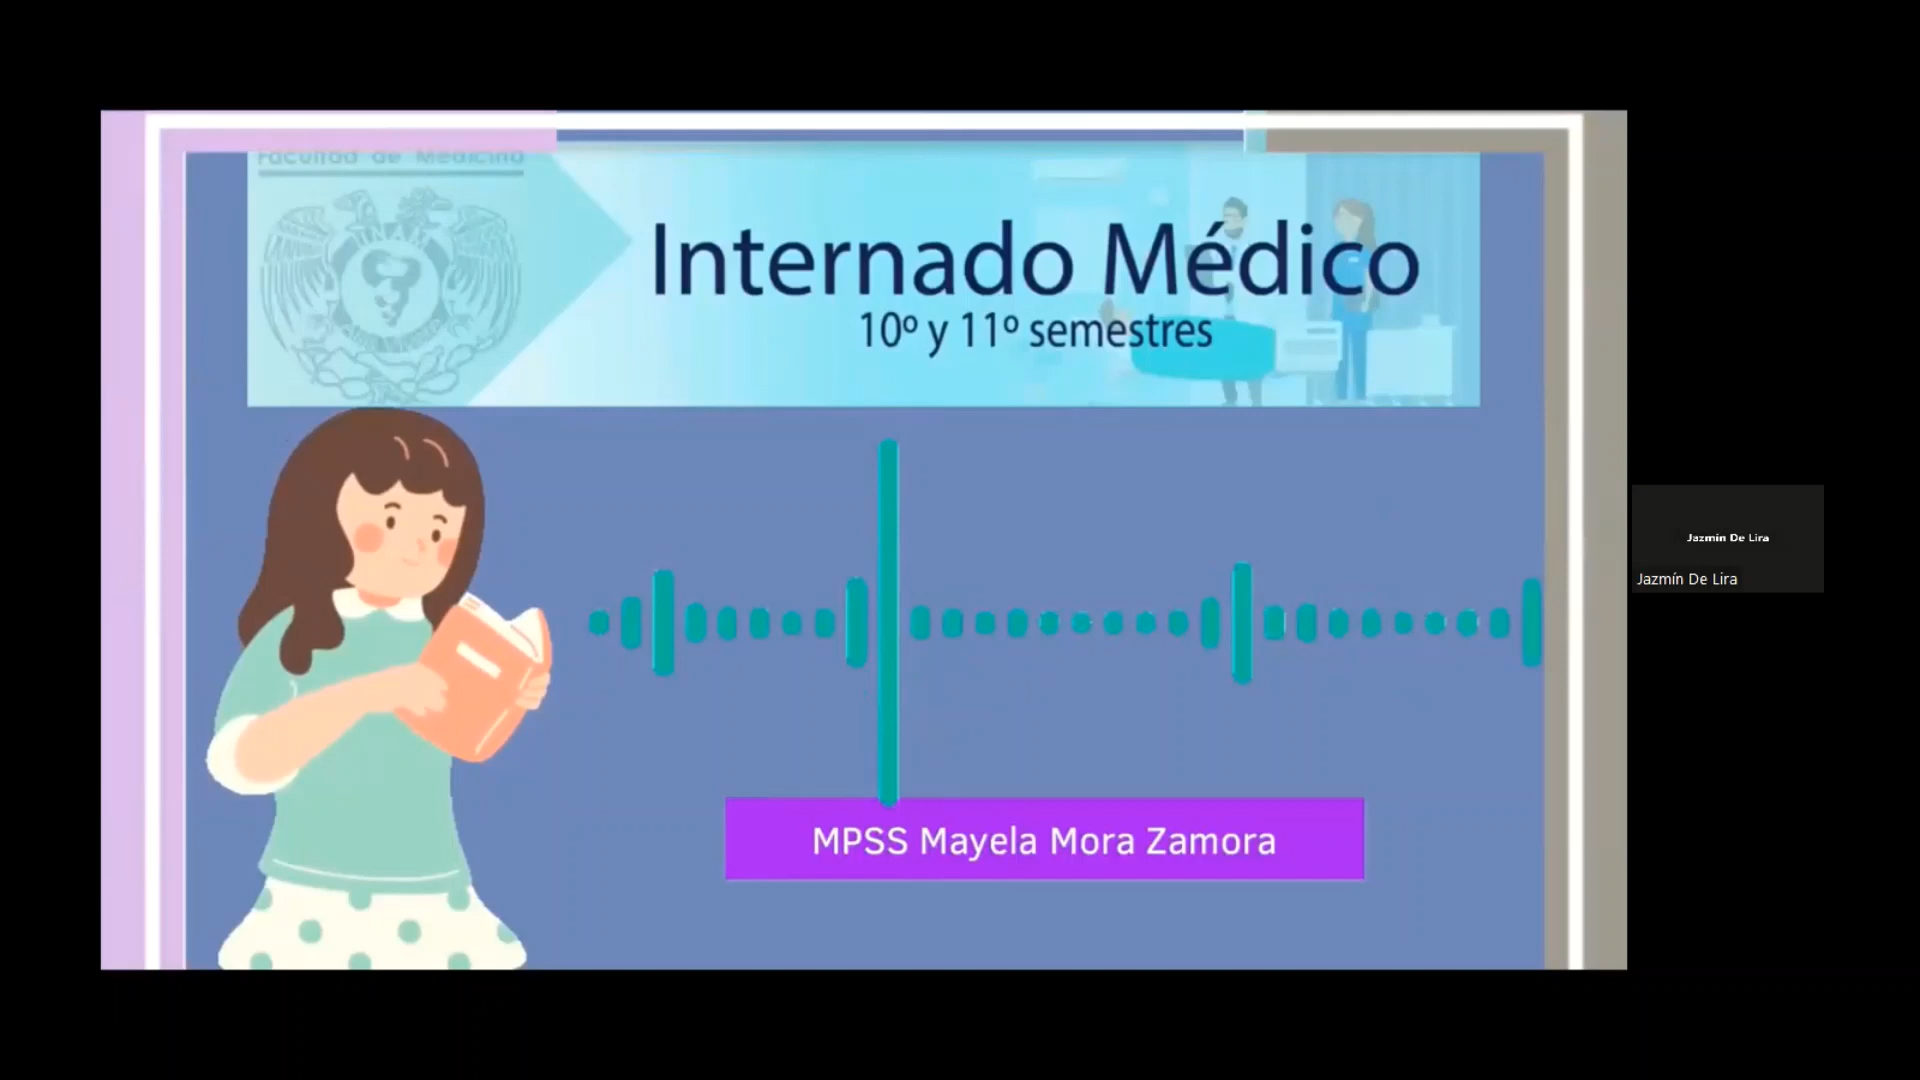 Facultad de Medicina
Internado Médico
10º y 11º semestres
MPSS Mayela Mora Zamora
Jazmín De Lira
Jazmín De Lira